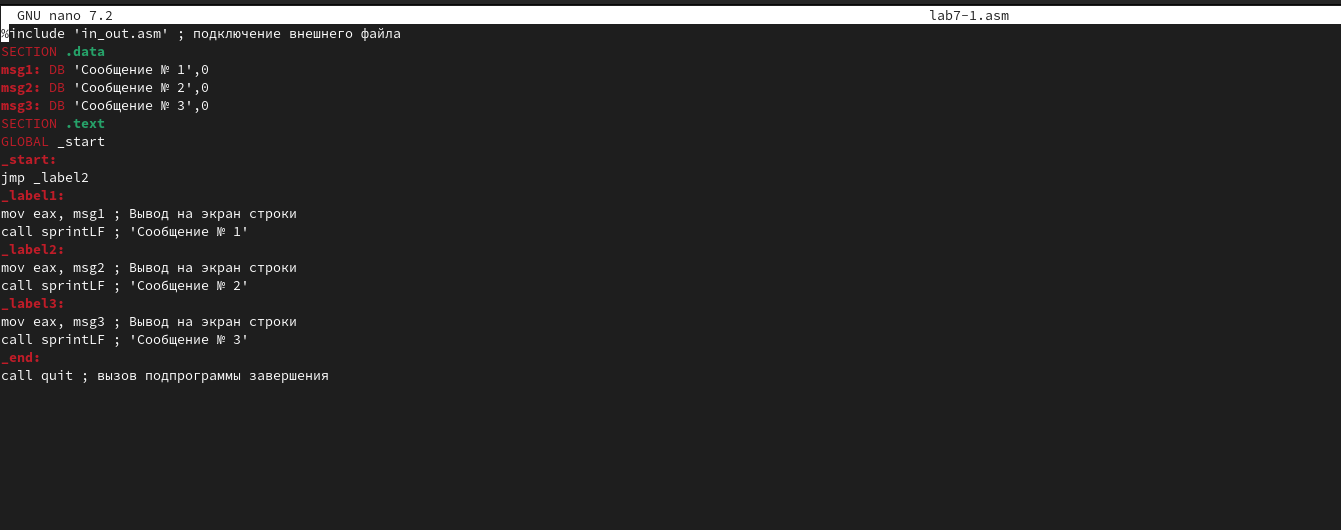 GNU nano 7.2 lab7-1.asm
%include 'in_out.asm' ; подключение внешнего файла
SECTION .data
msg1: DB 'Сообщение № 1',0
msg2: DB 'Сообщение № 2',0
msg3: DB 'Сообщение № 3',0
SECTION .text
GLOBAL _start
_start:
jmp _label2
_label1:
mov eax, msg1 ; Вывод на экран строки
call sprintLF ; 'Сообщение № 1'
_label2:
mov eax, msg2 ; Вывод на экран строки
call sprintLF ; 'Сообщение № 2'
_label3:
mov eax, msg3 ; Вывод на экран строки
call sprintLF ; 'Сообщение № 3'
_end:
call quit ; вызов подпрограммы завершения